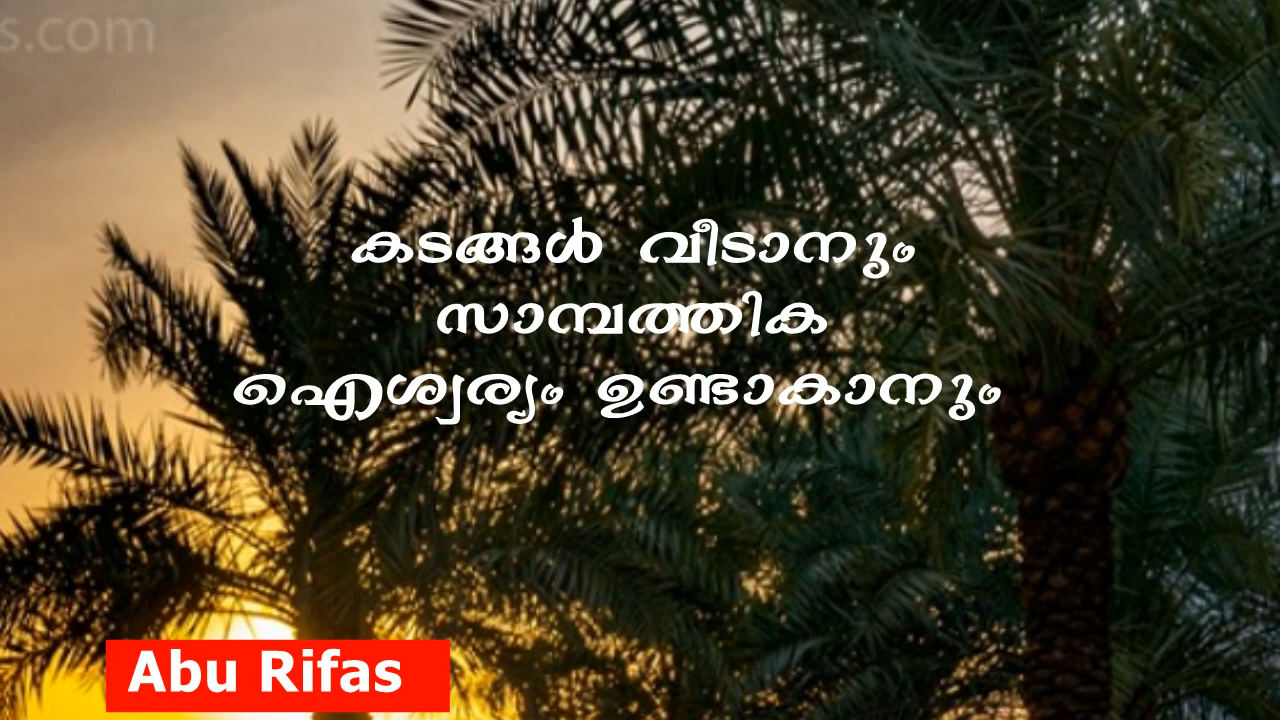 s.com
കടങ്ങൾ വീടാനും
സാമ്പത്തിക
ഐശ്വര്യം ഉണ്ടാകാനും
Abu Rifas